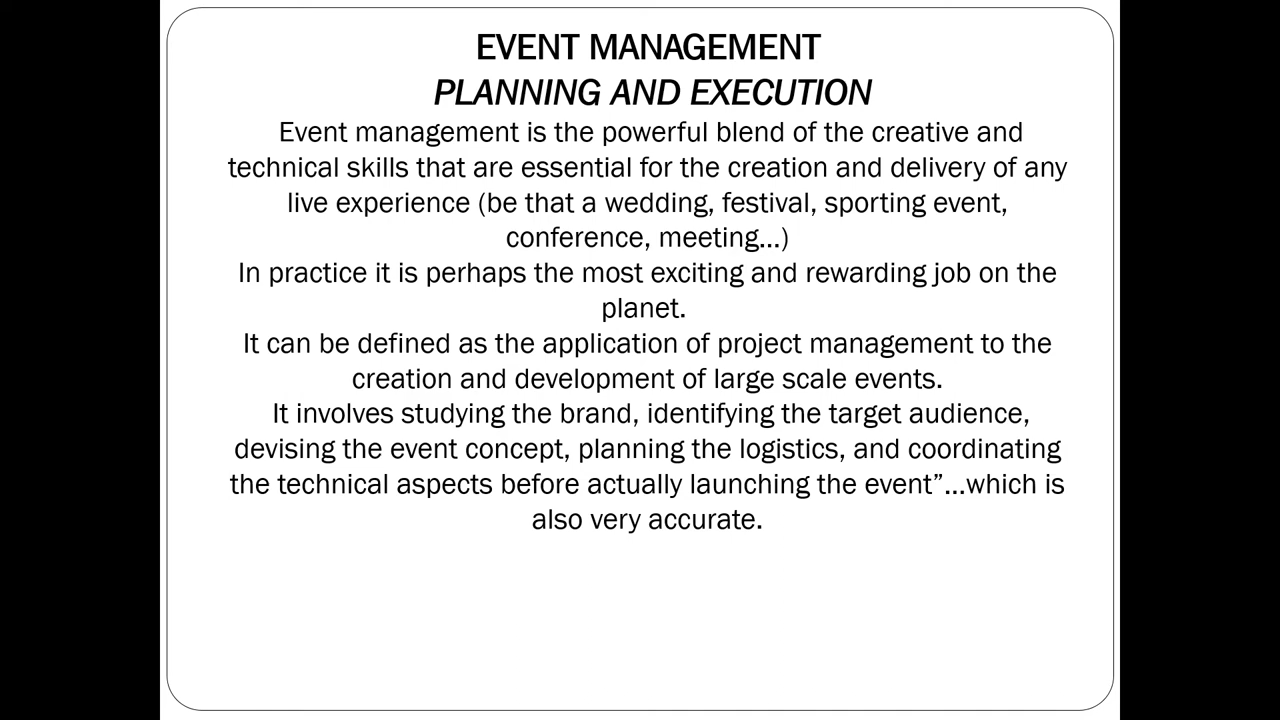 EVENT MANAGEMENT
PLANNING AND EXECUTION
Event management is the powerful blend of the creative and
technical skills that are essential for the creation and delivery of any
live experience (be that a wedding, festival, sporting event,
conference, meeting...)
In practice it is perhaps the most exciting and rewarding job on the
planet.
It can be defined as the application of project management to the
creation and development of large scale events.
It involves studying the brand, identifying the target audience,
devising the event concept, planning the logistics, and coordinating
the technical aspects before actually launching the event”...which is
also very accurate.